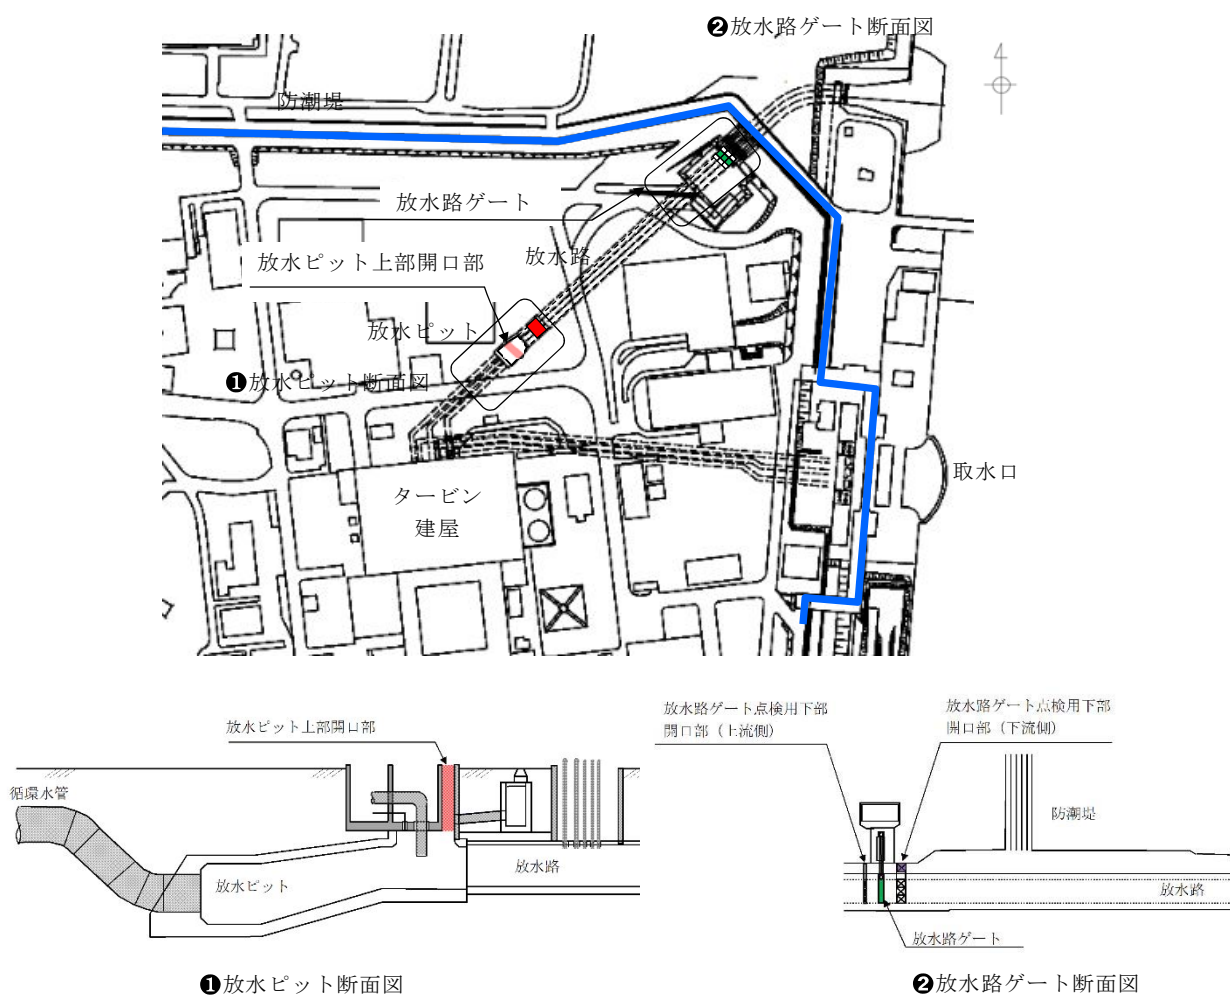 ❷放水路ゲート断面図
防潮堤
放水路ゲート
放水ピット上部開口部
放水路
放水ピット
❶放水ピット断面図
取水口
タービン
建屋
放水ピット上部開口部
循環水管
放水ピット
放水路
❶放水ピット断面図
放水路ゲート点検用下部
開口部（上流側）
放水路ゲート点検用下部
開口部（下流側）
防潮堤
放水路
放水路ゲート
❷放水路ゲート断面図